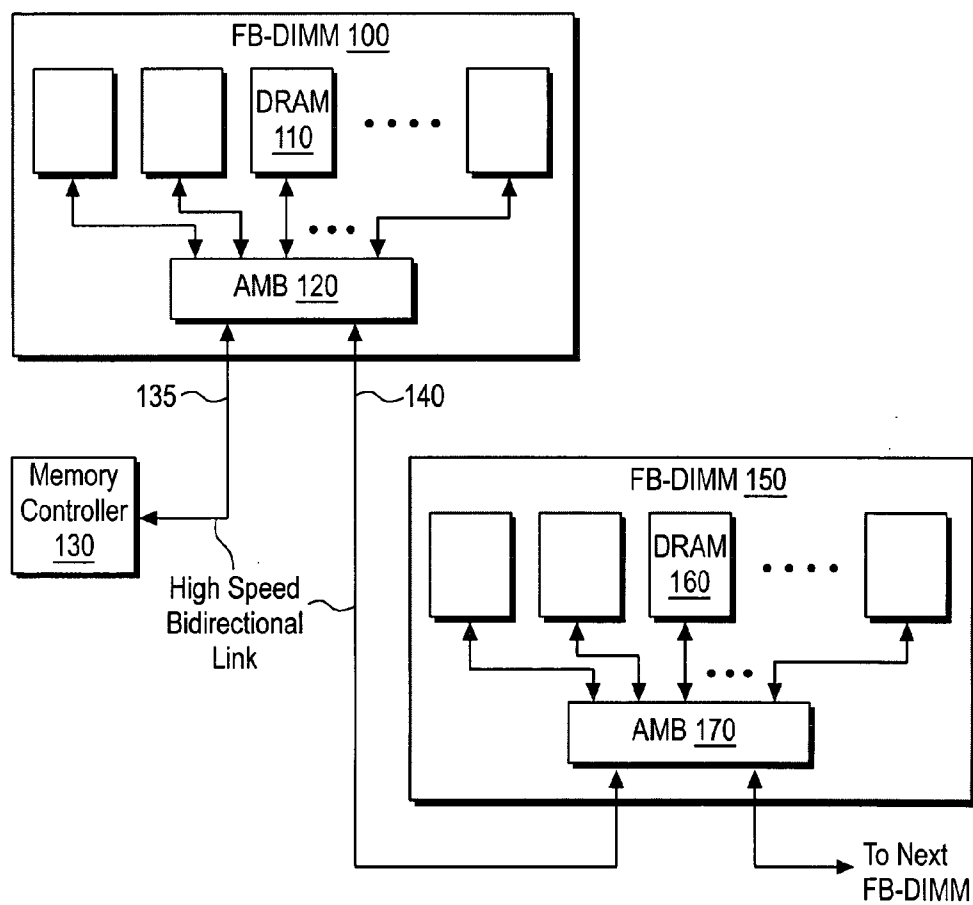 FB-DIMM 100
DRAM
110
AMB 120
135
140
Memory
Controller
130
High Speed
Bidirectional
Link
FB-DIMM 150
DRAM
160
AMB 170
To Next
FB-DIMM